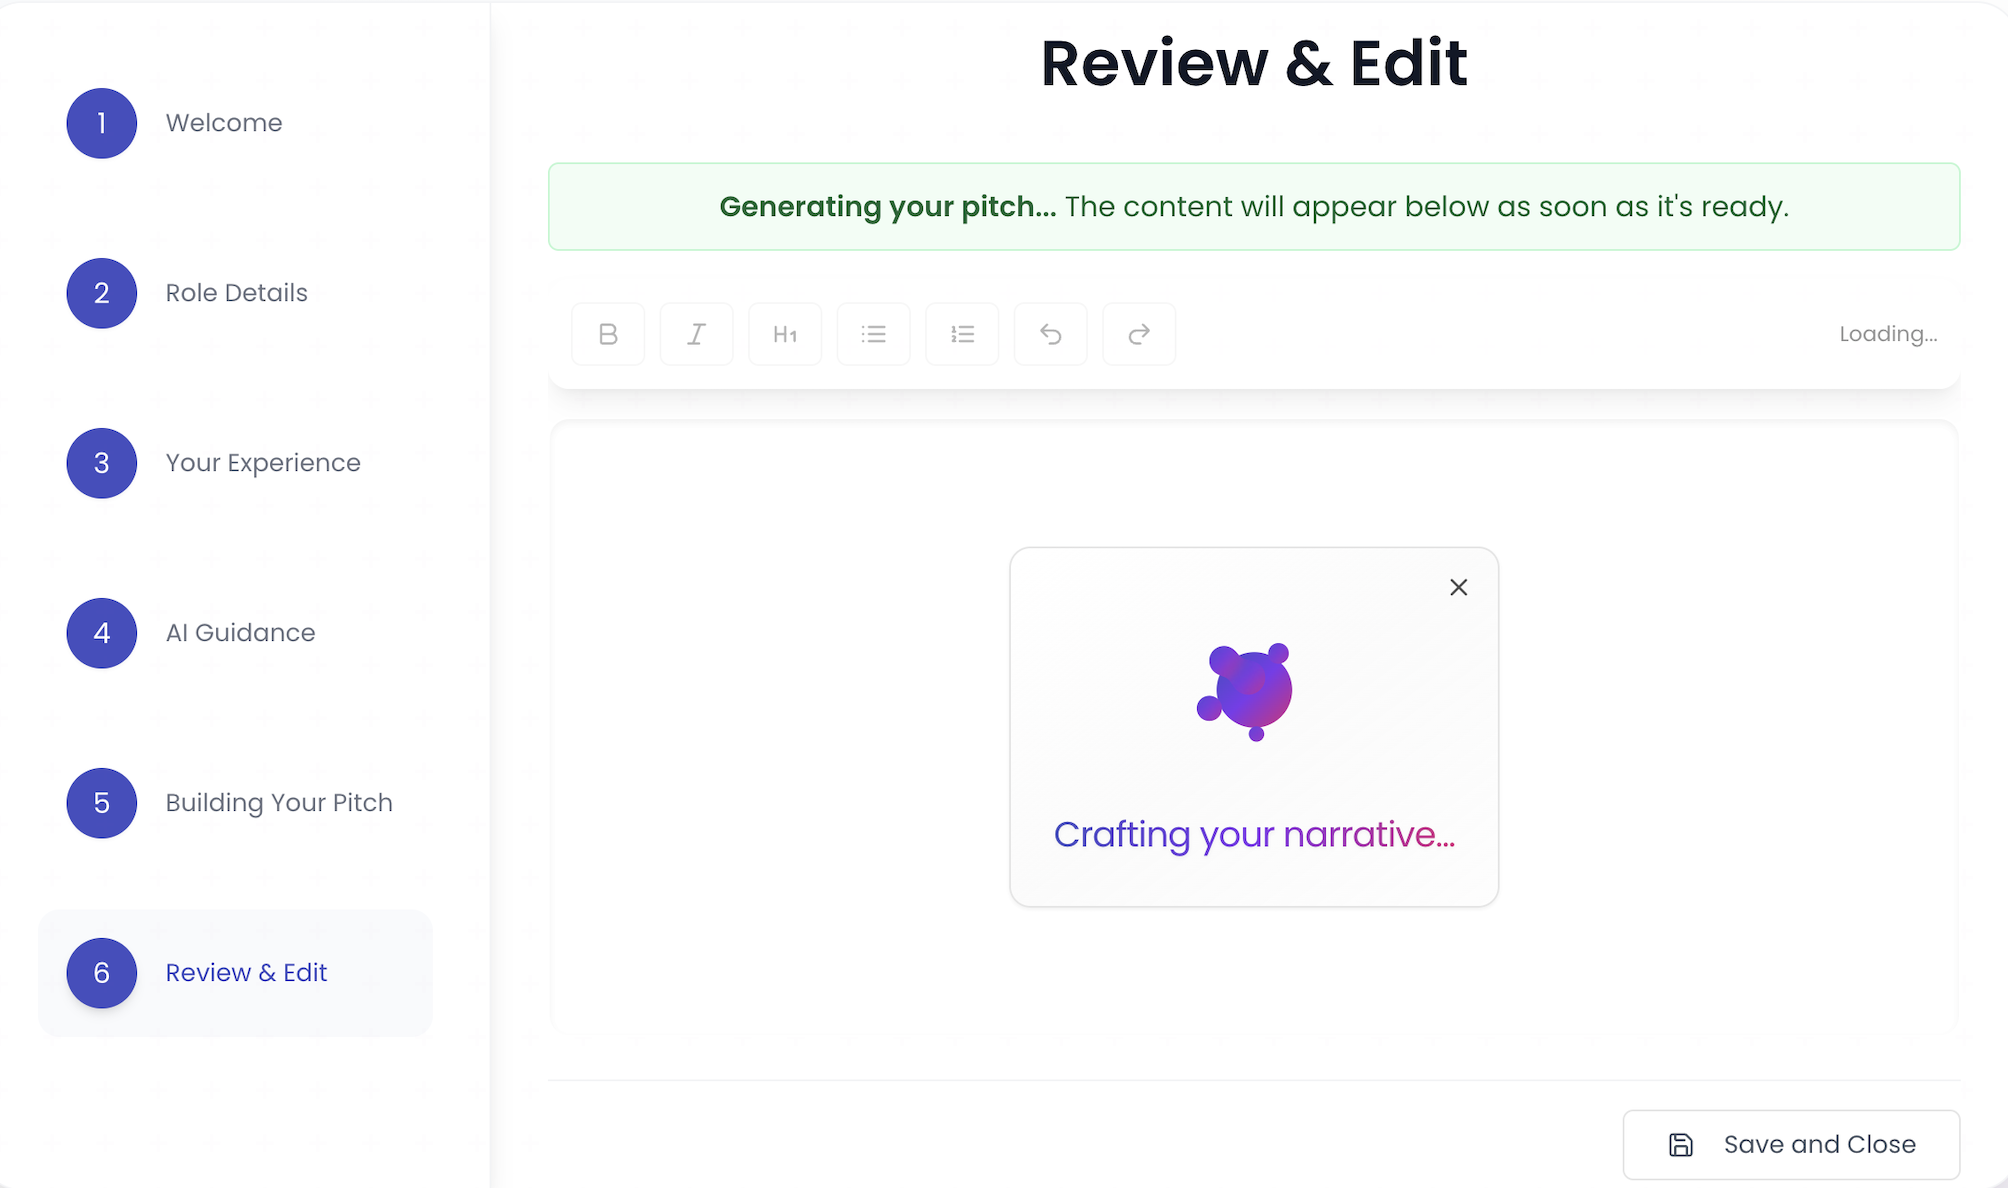 1 Welcome
2 Role Details
3 Your Experience
4 AI Guidance
5 Building Your Pitch
6 Review & Edit
Review & Edit
Generating your pitch... The content will appear below as soon as it's ready.
B I H1 Loading...
Crafting your narrative...
Save and Close